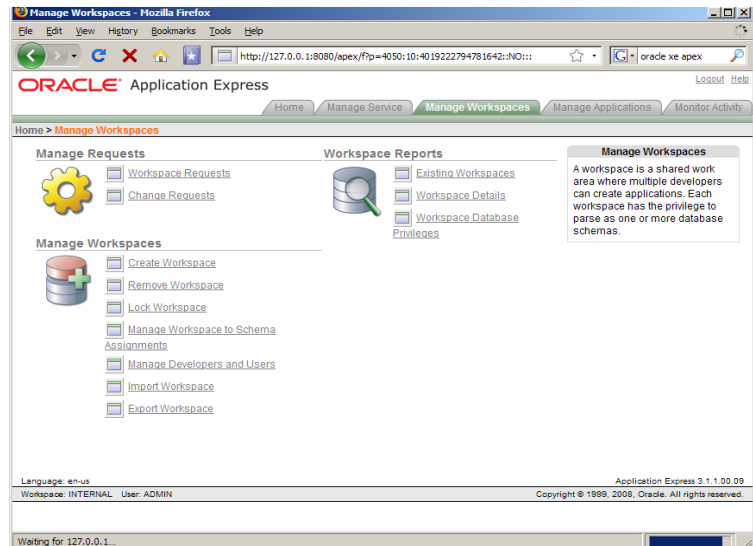 Manage Workspaces - Mozilla Firefox
File Edit View History Bookmarks Tools Help
http://127.0.0.1:8080/apex/f?p=4050:10:4019222794781642::NO:::
oracle xe apex
ORACLE Application Express
Logout Help
Home Manage Service Manage Workspaces Manage Applications Monitor Activity
Home > Manage Workspaces
Manage Requests
Workspace Requests
Change Requests
Manage Workspaces
Create Workspace
Remove Workspace
Lock Workspace
Manage Workspace to Schema
Assignments
Manage Developers and Users
Import Workspace
Export Workspace
Workspace Reports
Existing Workspaces
Workspace Details
Workspace Database
Privileges
Manage Workspaces
A workspace is a shared work
area where multiple developers
can create applications. Each
workspace has the privilege to
parse as one or more database
schemas.
Language: en-us
Application Express 3.1.1.00.09
Workspace: INTERNAL User: ADMIN
Copyright © 1999, 2008, Oracle. All rights reserved.
Waiting for 127.0.0.1...